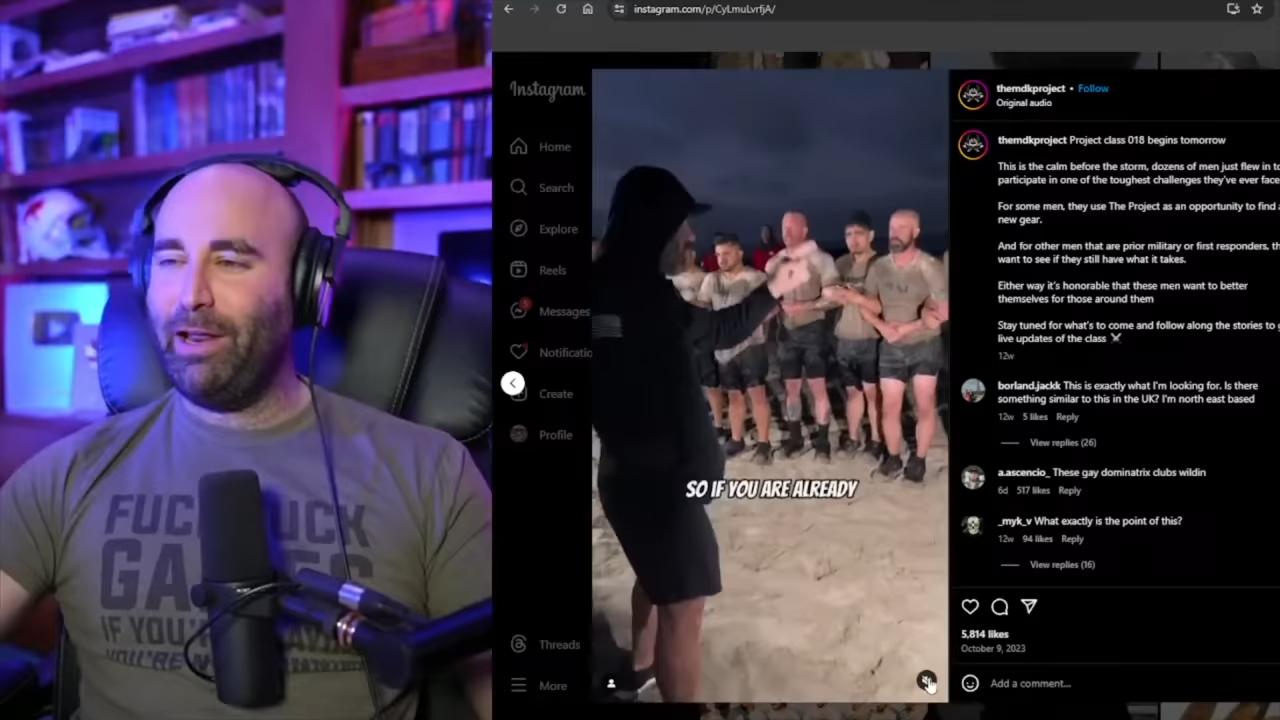 instagram.com/p/CyLmuLvrfjA/
Instagram
Home
Search
Explore
Reels
Messages
Notificatio
Create
Profile
Threads
More
SO IF YOU ARE ALREADY
themdkproject • Follow
Original audio
themdkproject Project class 018 begins tomorrow
This is the calm before the storm, dozens of men just flew in to
participate in one of the toughest challenges they've ever face
For some men, they use The Project as an opportunity to find a
new gear.
And for other men that are prior military or first responders, th
want to see if they still have what it takes.
Either way it's honorable that these men want to better
themselves for those around them
Stay tuned for what's to come and follow along the stories to g
live updates of the class
12w
borland.jackk This is exactly what I'm looking for. Is there
something similar to this in the UK? I'm north east based
12w 5 likes Reply
View replies (26)
a.ascencio_ These gay dominatrix clubs wildin
6d 517 likes Reply
_myk_v What exactly is the point of this?
12w 94 likes Reply
View replies (16)
5,814 likes
October 9, 2023
Add a comment...
FUC UCK
GA ES
IF YOU'
YOU'RE